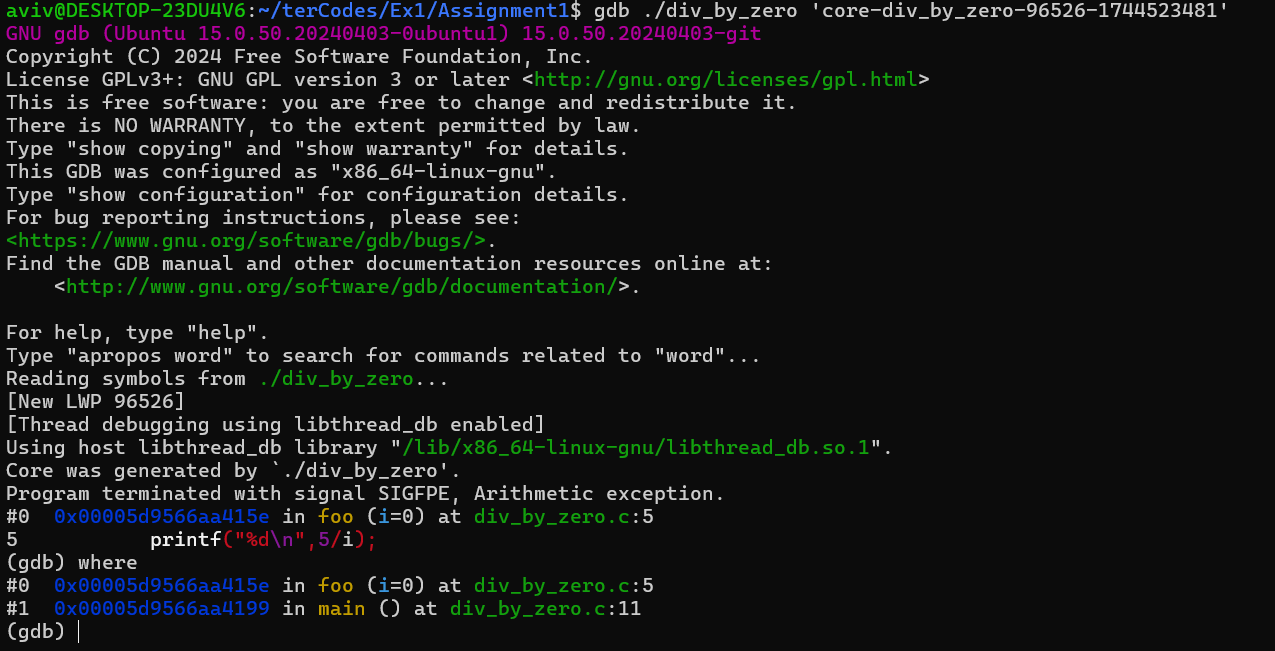 aviv@DESKTOP-23DU4V6:~/terCodes/Ex1/Assignment1$ gdb ./div_by_zero 'core-div_by_zero-96526-1744523481'
GNU gdb (Ubuntu 15.0.50.20240403-0ubuntu1) 15.0.50.20240403-git
Copyright (C) 2024 Free Software Foundation, Inc.
License GPLv3+: GNU GPL version 3 or later <http://gnu.org/licenses/gpl.html>
This is free software: you are free to change and redistribute it.
There is NO WARRANTY, to the extent permitted by law.
Type "show copying" and "show warranty" for details.
This GDB was configured as "x86_64-linux-gnu".
Type "show configuration" for configuration details.
For bug reporting instructions, please see:
<https://www.gnu.org/software/gdb/bugs/>.
Find the GDB manual and other documentation resources online at:
    <http://www.gnu.org/software/gdb/documentation/>.

For help, type "help".
Type "apropos word" to search for commands related to "word"...
Reading symbols from ./div_by_zero...
[New LWP 96526]
[Thread debugging using libthread_db enabled]
Using host libthread_db library "/lib/x86_64-linux-gnu/libthread_db.so.1".
Core was generated by `./div_by_zero'.
Program terminated with signal SIGFPE, Arithmetic exception.
#0  0x00005d9566aa415e in foo (i=0) at div_by_zero.c:5
5           printf("%d\n",5/i);
(gdb) where
#0  0x00005d9566aa415e in foo (i=0) at div_by_zero.c:5
#1  0x00005d9566aa4199 in main () at div_by_zero.c:11
(gdb)